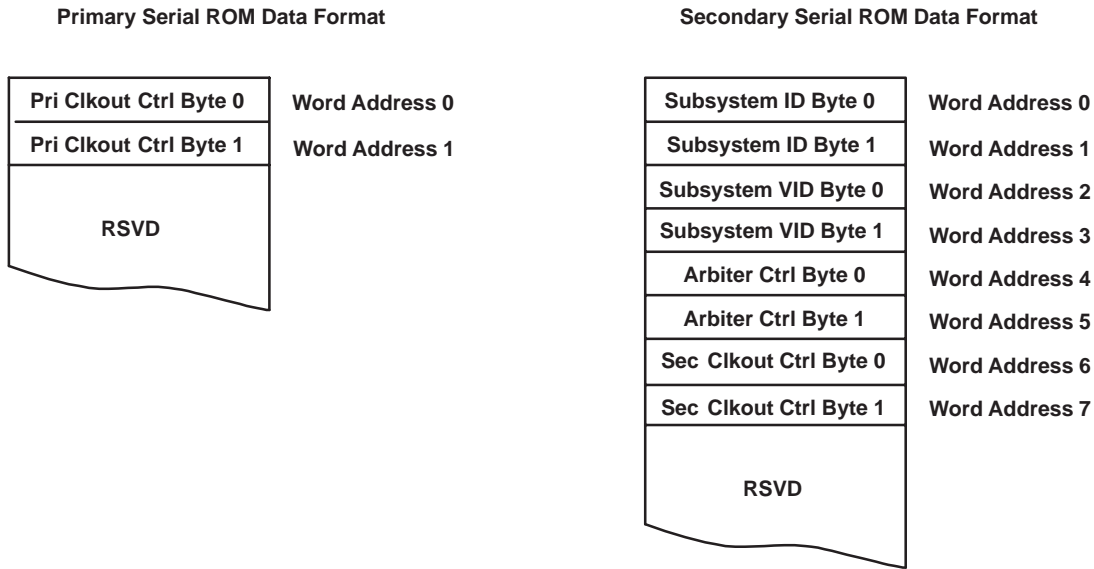 Primary Serial ROM Data Format
Pri Clkout Ctrl Byte 0 Word Address 0
Pri Clkout Ctrl Byte 1 Word Address 1
RSVD
Secondary Serial ROM Data Format
Subsystem ID Byte 0 Word Address 0
Subsystem ID Byte 1 Word Address 1
Subsystem VID Byte 0 Word Address 2
Subsystem VID Byte 1 Word Address 3
Arbiter Ctrl Byte 0 Word Address 4
Arbiter Ctrl Byte 1 Word Address 5
Sec Clkout Ctrl Byte 0 Word Address 6
Sec Clkout Ctrl Byte 1 Word Address 7
RSVD